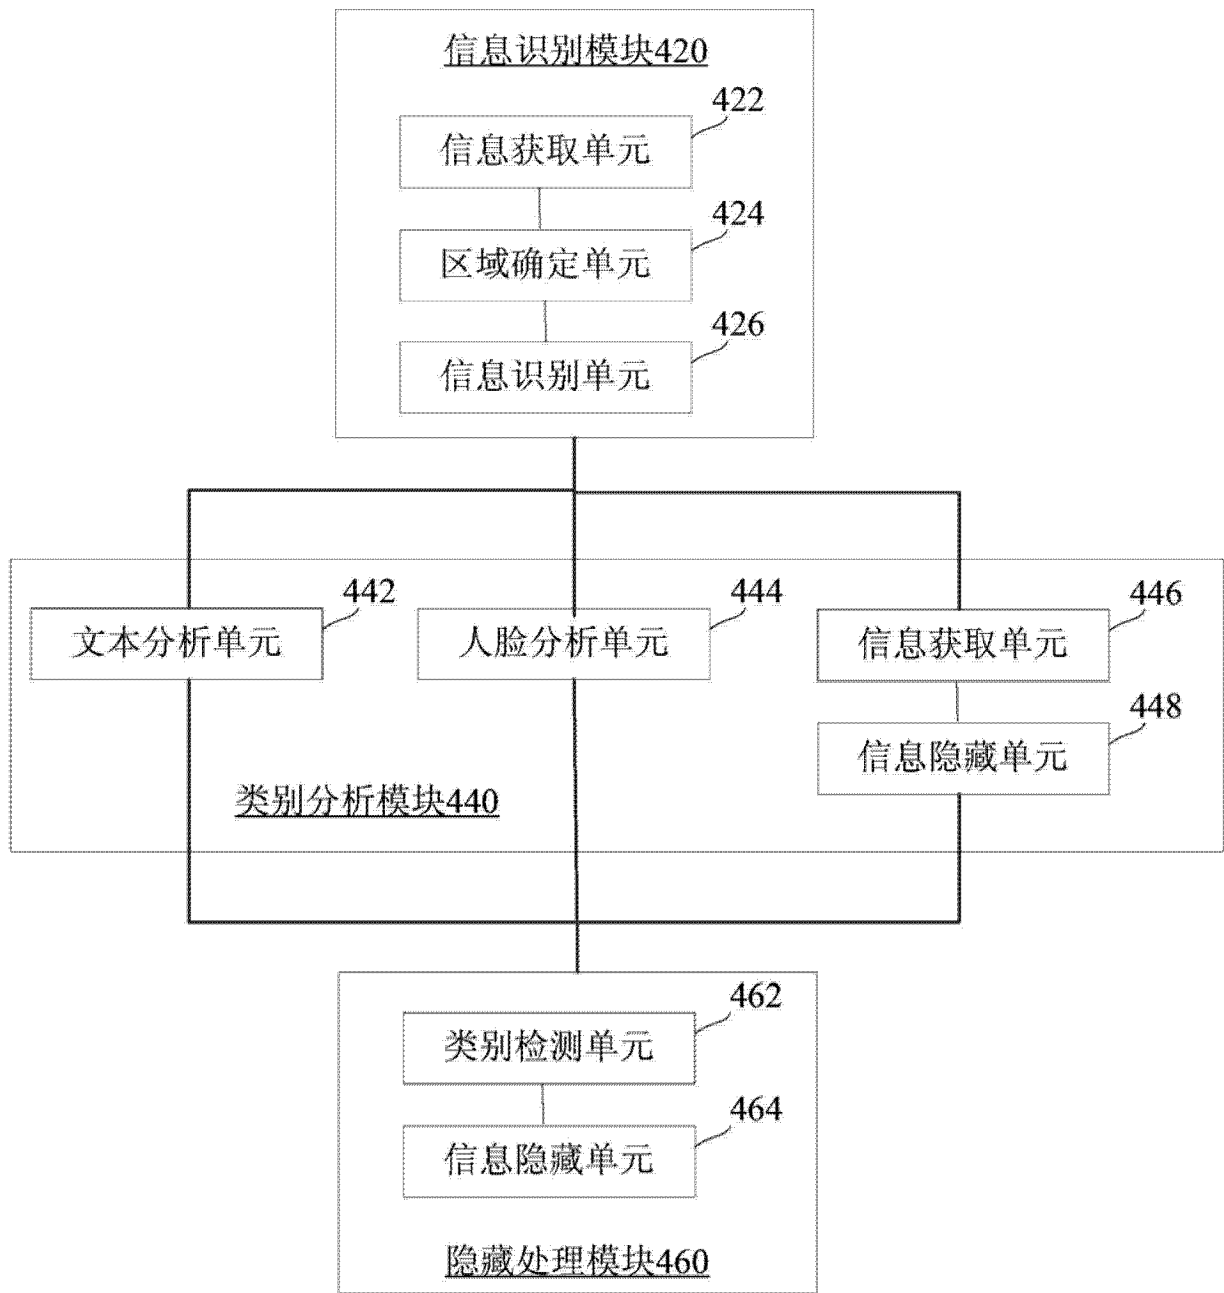 信息识别模块420
422
信息获取单元
424
区域确定单元
426
信息识别单元
442
文本分析单元
444
人脸分析单元
446
信息获取单元
448
信息隐藏单元
类别分析模块440
462
类别检测单元
464
信息隐藏单元
隐藏处理模块460